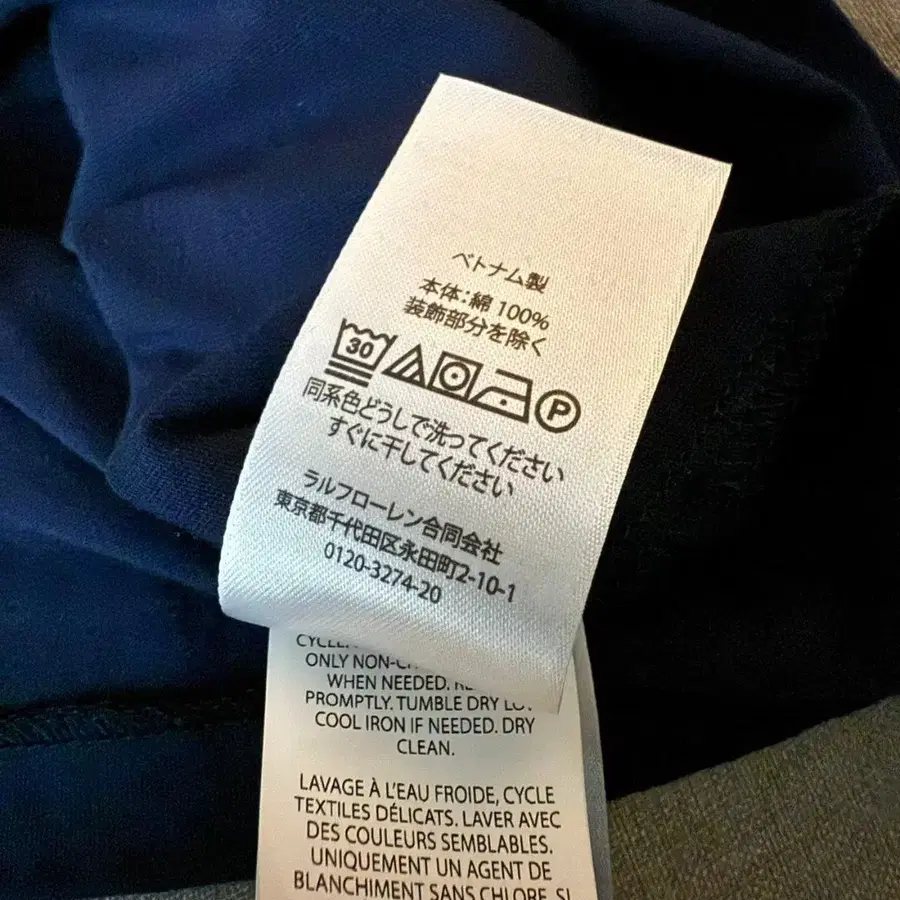 ベトナム製
本体:綿 100%
装飾部分を除く
30 P
同系色どうしで洗ってください
すぐに干してください
ラルフローレン合同会社
東京都千代田区永田町2-10-1
0120-3274-20
ONLY
WHEN NEEDED.
PROMPTLY. TUMBLE DRY
COOL IRON IF NEEDED. DRY
CLEAN.
LAVAGE À L'EAU FROIDE, CYCLE
TEXTILES DÉLICATS. LAVER AVEC
DES COULEURS SEMBLABLES.
UNIQUEMENT UN AGENT DE
BLANCHIMENT SANS CHLORE, SI